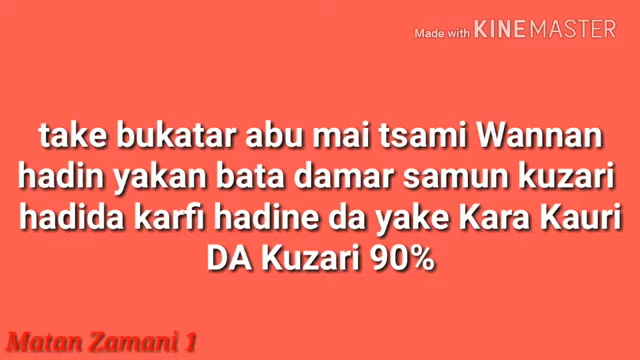 Made with KINEMASTER
take bukatar abu mai tsami Wannan
hadin yakan bata damar samun kuzari
hadida karfi hadine da yake Kara Kauri
DA Kuzari 90%
Matan Zamani 1